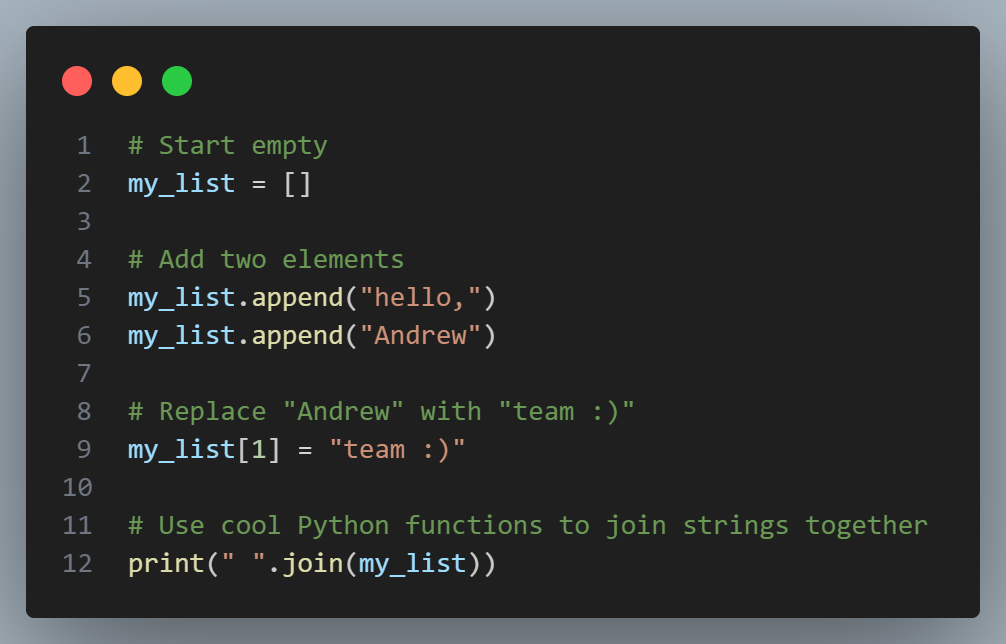 1 # Start empty
2 my_list = []
3
4 # Add two elements
5 my_list.append("hello,")
6 my_list.append("Andrew")
7
8 # Replace "Andrew" with "team :)"
9 my_list[1] = "team :)"
10
11 # Use cool Python functions to join strings together
12 print(" ".join(my_list))